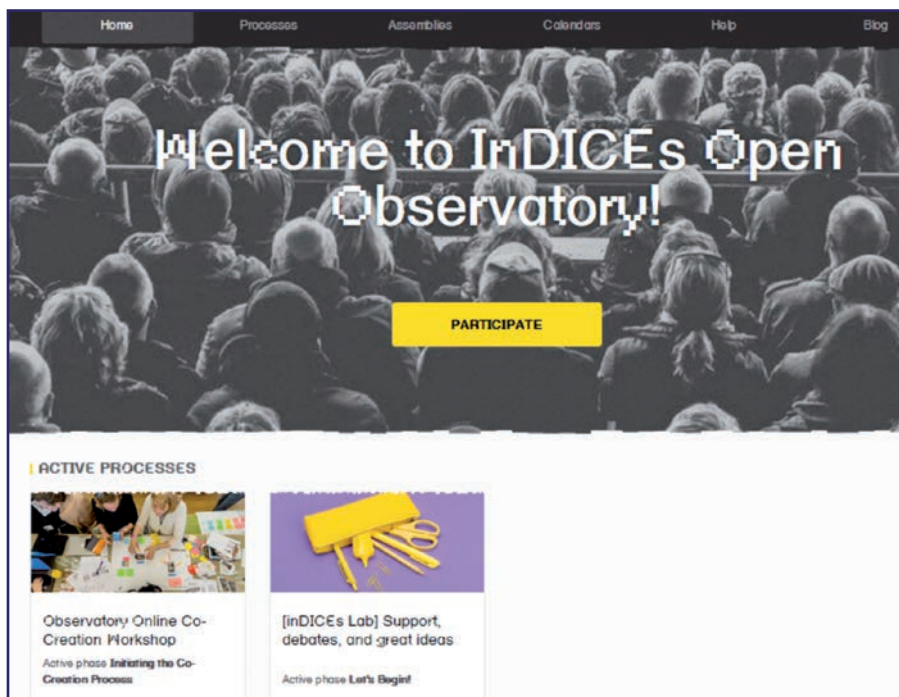 Home Processes Assemblies Calendars Help Blog
Welcome to InDICEs Open
Observatory!
PARTICIPATE
ACTIVE PROCESSES
Observatory Online Co-
Creation Workshop
Active phase Initiating the Co-
Creation Process
[inDICEs Lab] Support,
debates, and great ideas
Active phase Let's Begin!